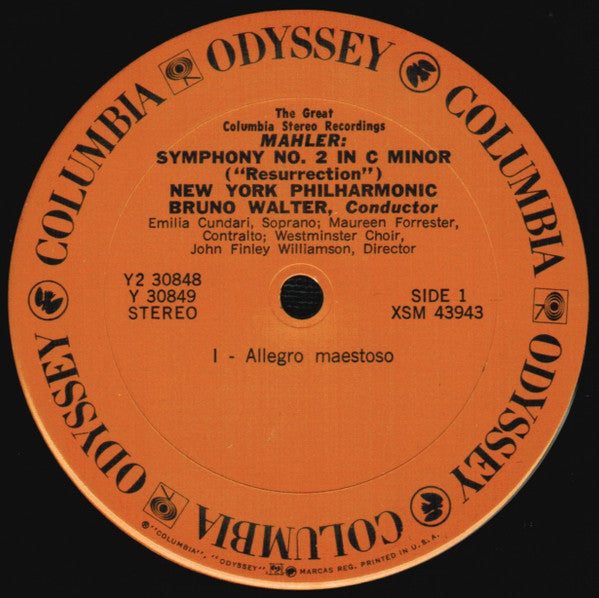 COLUMBIA ODYSSEY COLUMBIA ODYSSEY COLUMBIA ODYSSEY
The Great
Columbia Stereo Recordings
MAHLER:
SYMPHONY NO. 2 IN C MINOR
("Resurrection")
NEW YORK PHILHARMONIC
BRUNO WALTER, Conductor
Emilia Cundari, Soprano; Maureen Forrester,
Contralto; Westminster Choir,
John Finley Williamson, Director
Y2 30848
Y 30849
STEREO
SIDE 1
XSM 43943
I - Allegro maestoso
®"COLUMBIA", "ODYSSEY", MARCAS REG. PRINTED IN U.S.A.